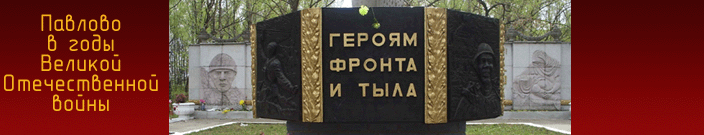 Павлово
в годы
Великой
Отечественной
войны
ГЕРОЯМ
ФРОНТА
И ТЫЛА